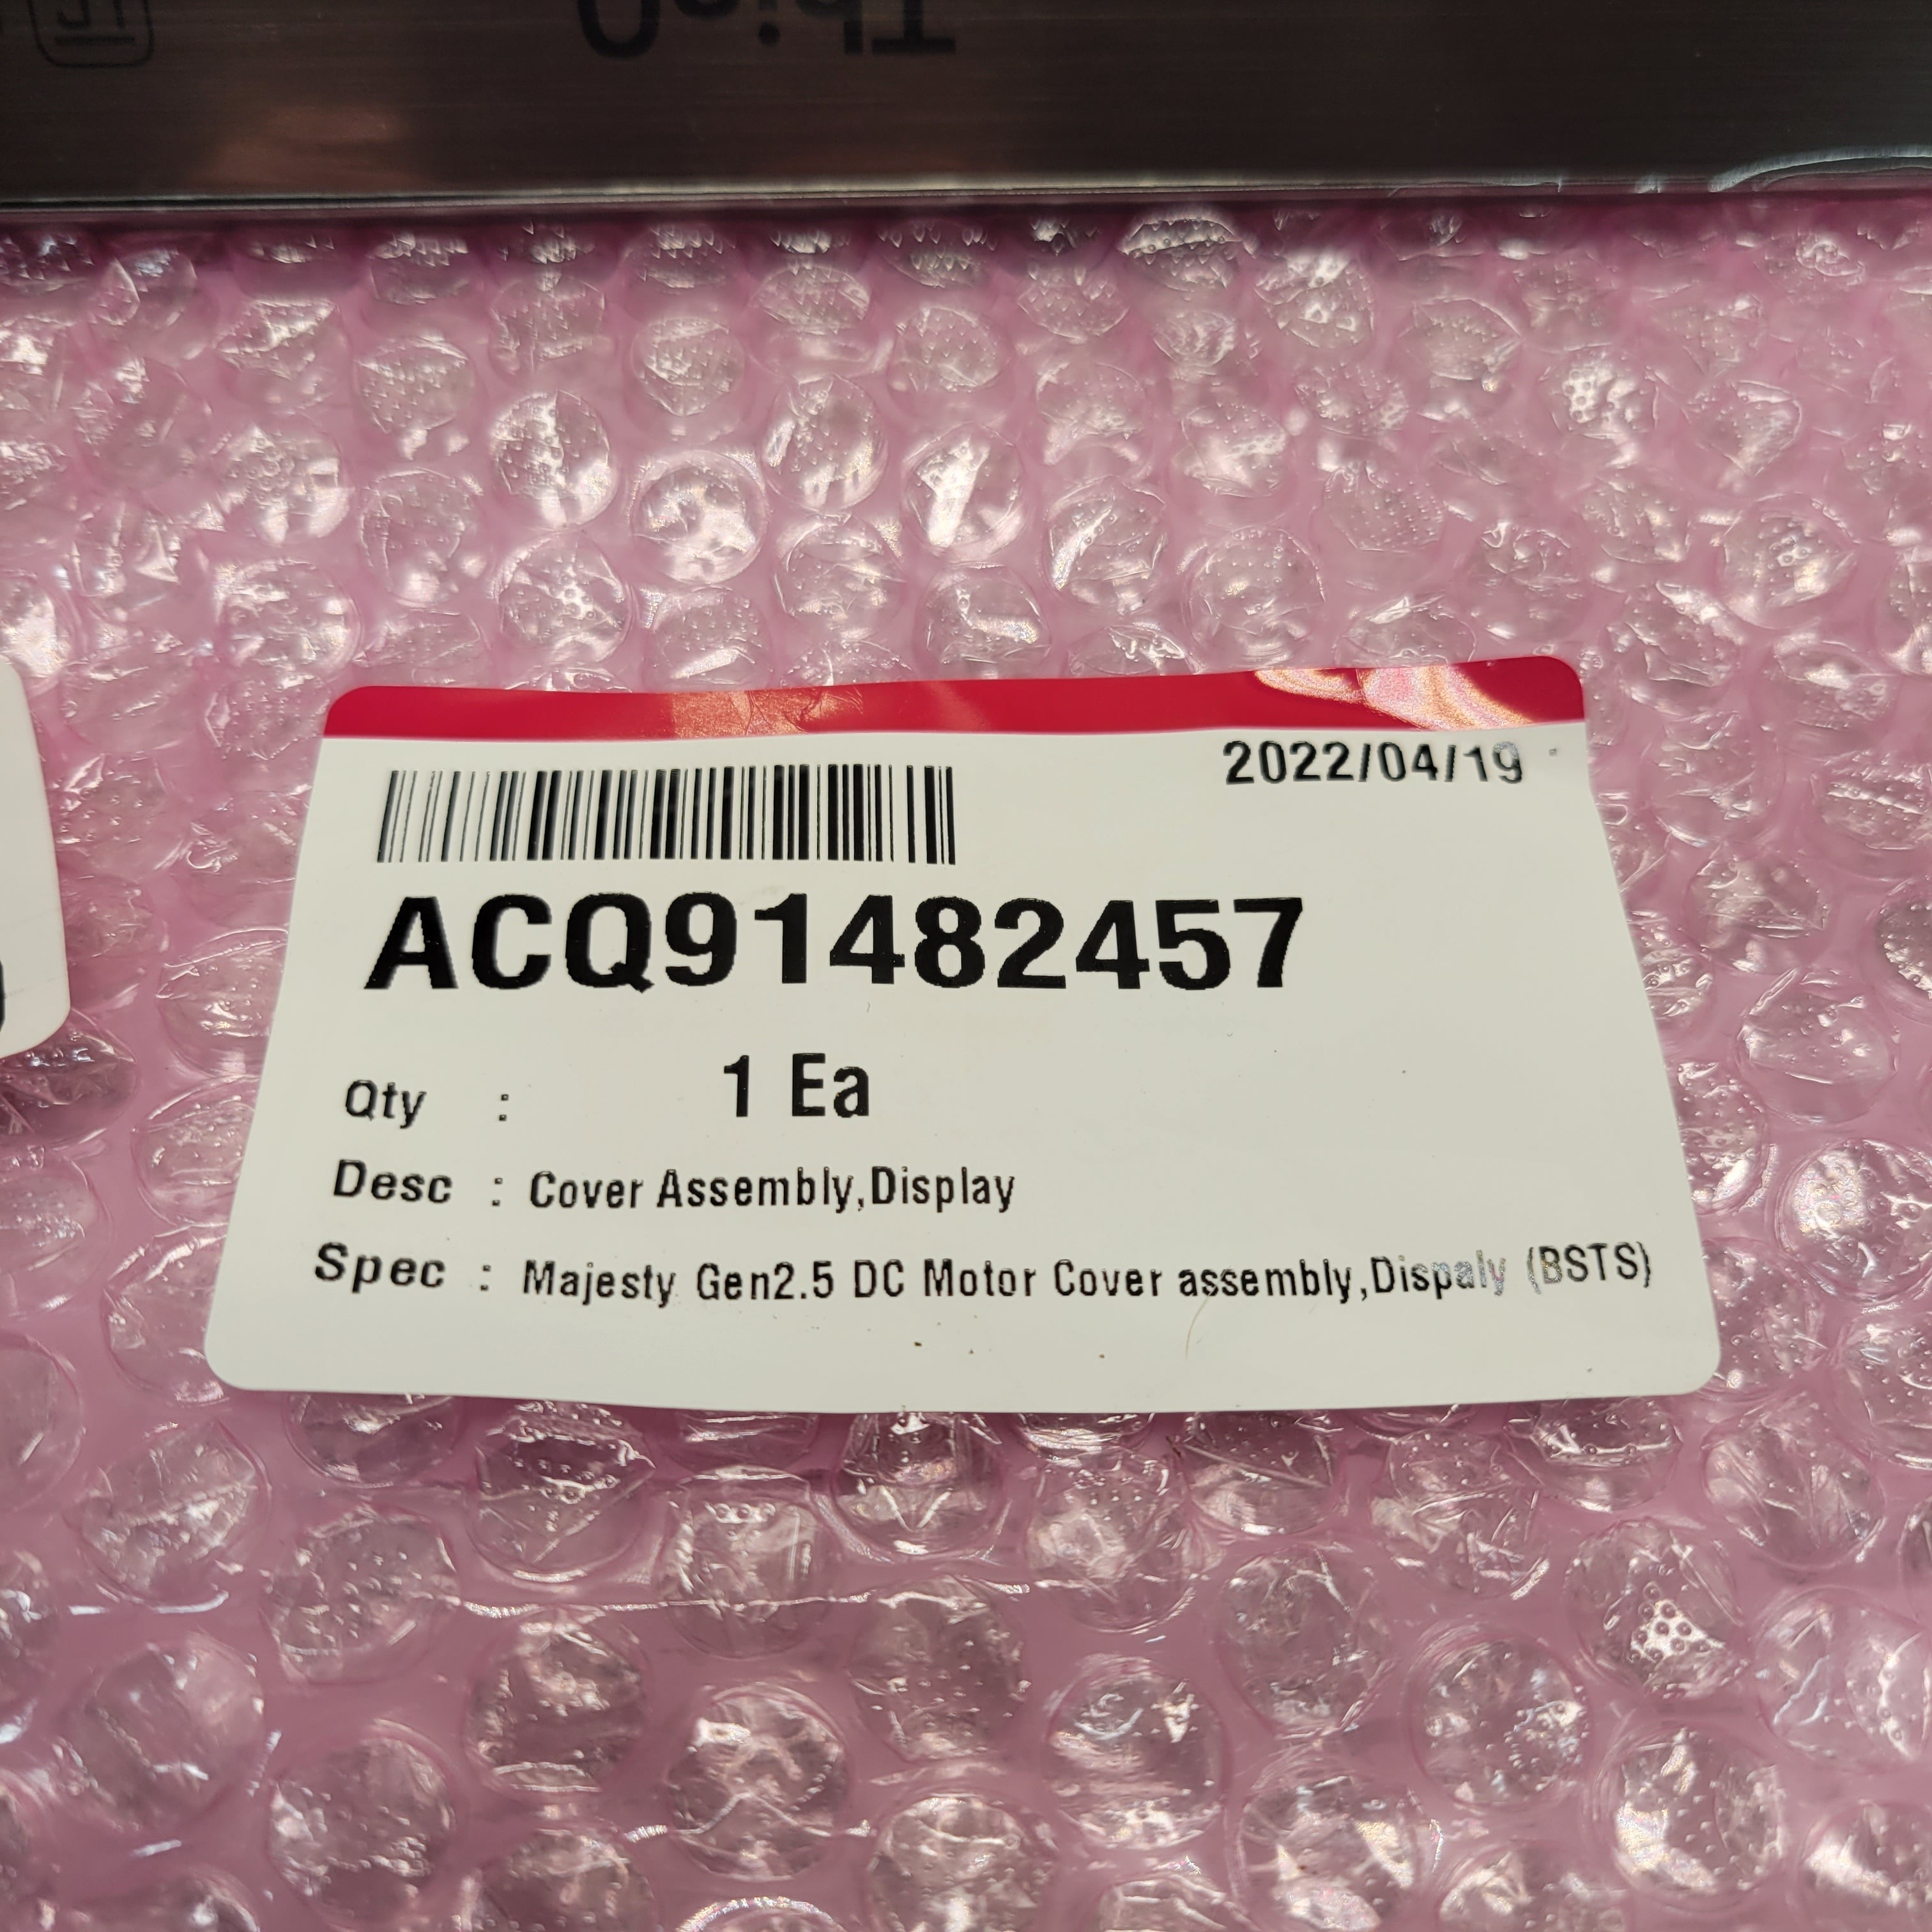 2022/04/19
ACQ91482457
Qty : 1 Ea
Desc : Cover Assembly,Display
Spec : Majesty Gen2.5 DC Motor Cover assembly,Dispaly (BSTS)